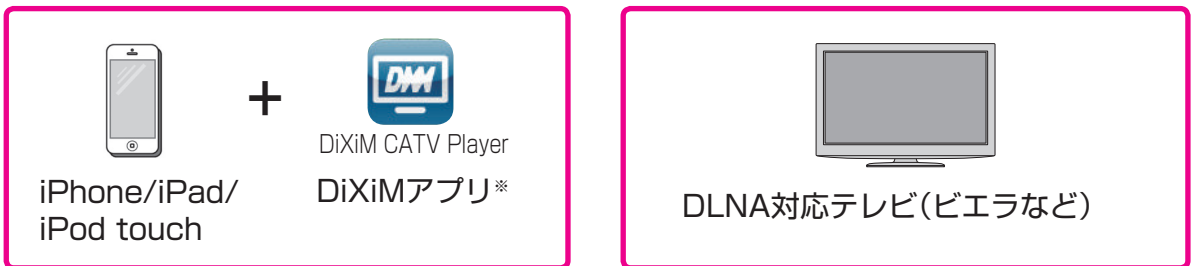 +
DiXiM CATV Player
iPhone/iPad/
iPod touch
DiXiMアプリ※
DLNA対応テレビ(ビエラなど)